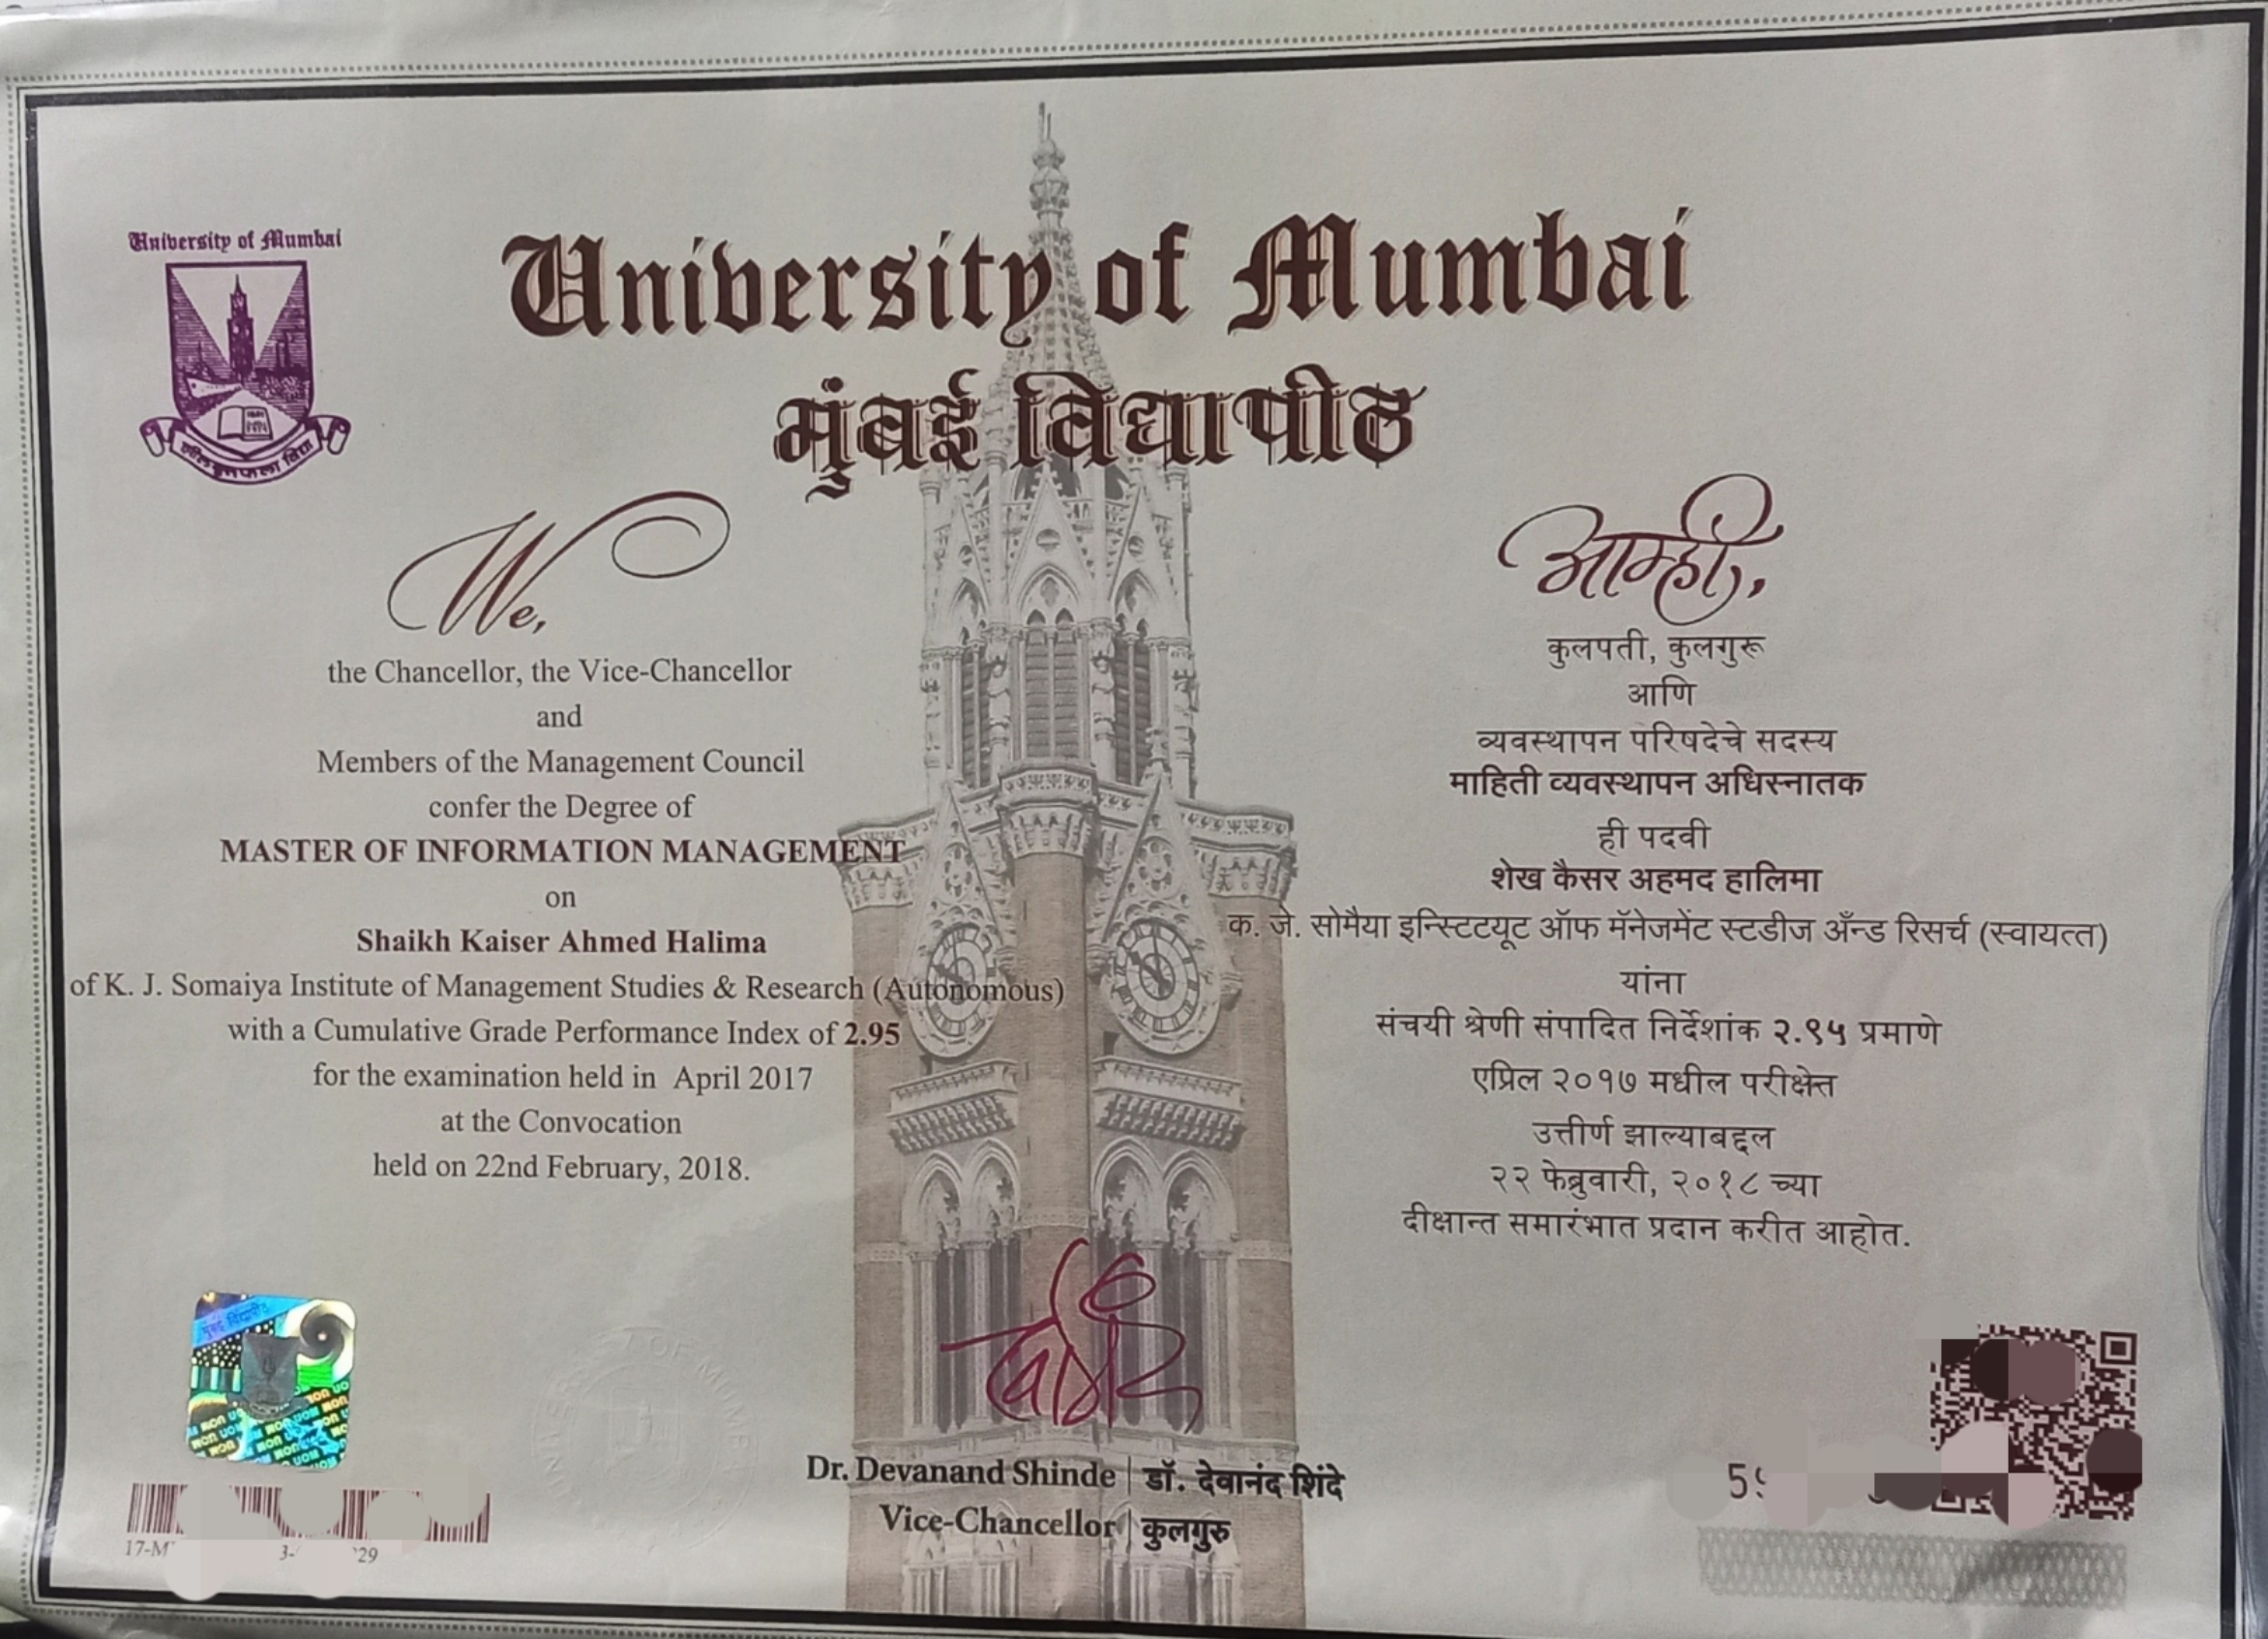 University of Mumbai
University of Mumbai
मुंबई विद्यापीठ
We,
the Chancellor, the Vice-Chancellor
and
Members of the Management Council
confer the Degree of
MASTER OF INFORMATION MANAGEMENT
on
Shaikh Kaiser Ahmed Halima
of K. J. Somaiya Institute of Management Studies & Research (Autonomous)
with a Cumulative Grade Performance Index of 2.95
for the examination held in April 2017
at the Convocation
held on 22nd February, 2018.
आम्ही,
कुलपती, कुलगुरू
आणि
व्यवस्थापन परिषदेचे सदस्य
माहिती व्यवस्थापन अधिस्नातक
ही पदवी
शेख कैसर अहमद हालिमा
क. जे. सोमैया इन्स्टिटयूट ऑफ मॅनेजमेंट स्टडीज अँन्ड रिसर्च (स्वायत्त)
यांना
संचयी श्रेणी संपादित निर्देशांक २.९५ प्रमाणे
एप्रिल २०१७ मधील परीक्षेत
उत्तीर्ण झाल्याबद्दल
२२ फेब्रुवारी, २०१८ च्या
दीक्षान्त समारंभात प्रदान करीत आहोत.
मुंबई विद्यापीठ
Dr. Devanand Shinde | डॉ. देवानंद शिंदे
Vice-Chancellor | कुलगुरु